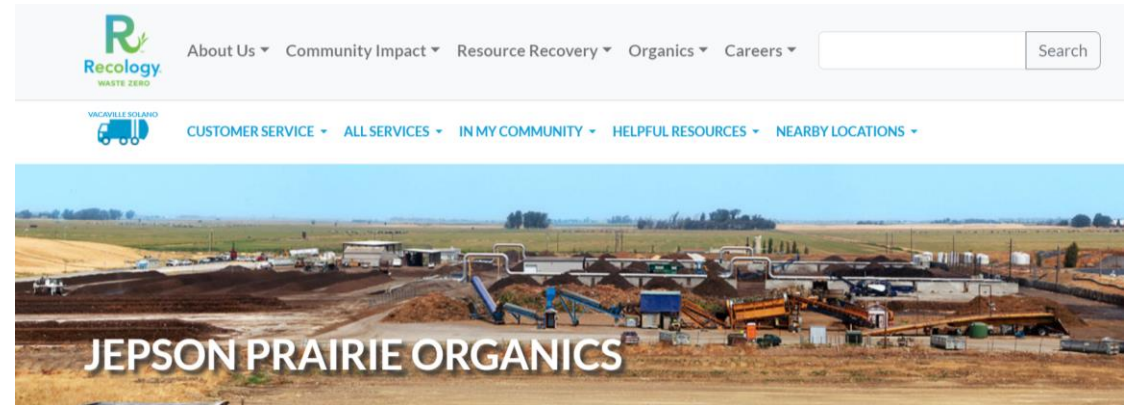 Recology.
WASTE ZERO
About Us Community Impact Resource Recovery Organics Careers Search
VACAVILLE SOLANO
CUSTOMER SERVICE ALL SERVICES IN MY COMMUNITY HELPFUL RESOURCES NEARBY LOCATIONS
JEPSON PRAIRIE ORGANICS